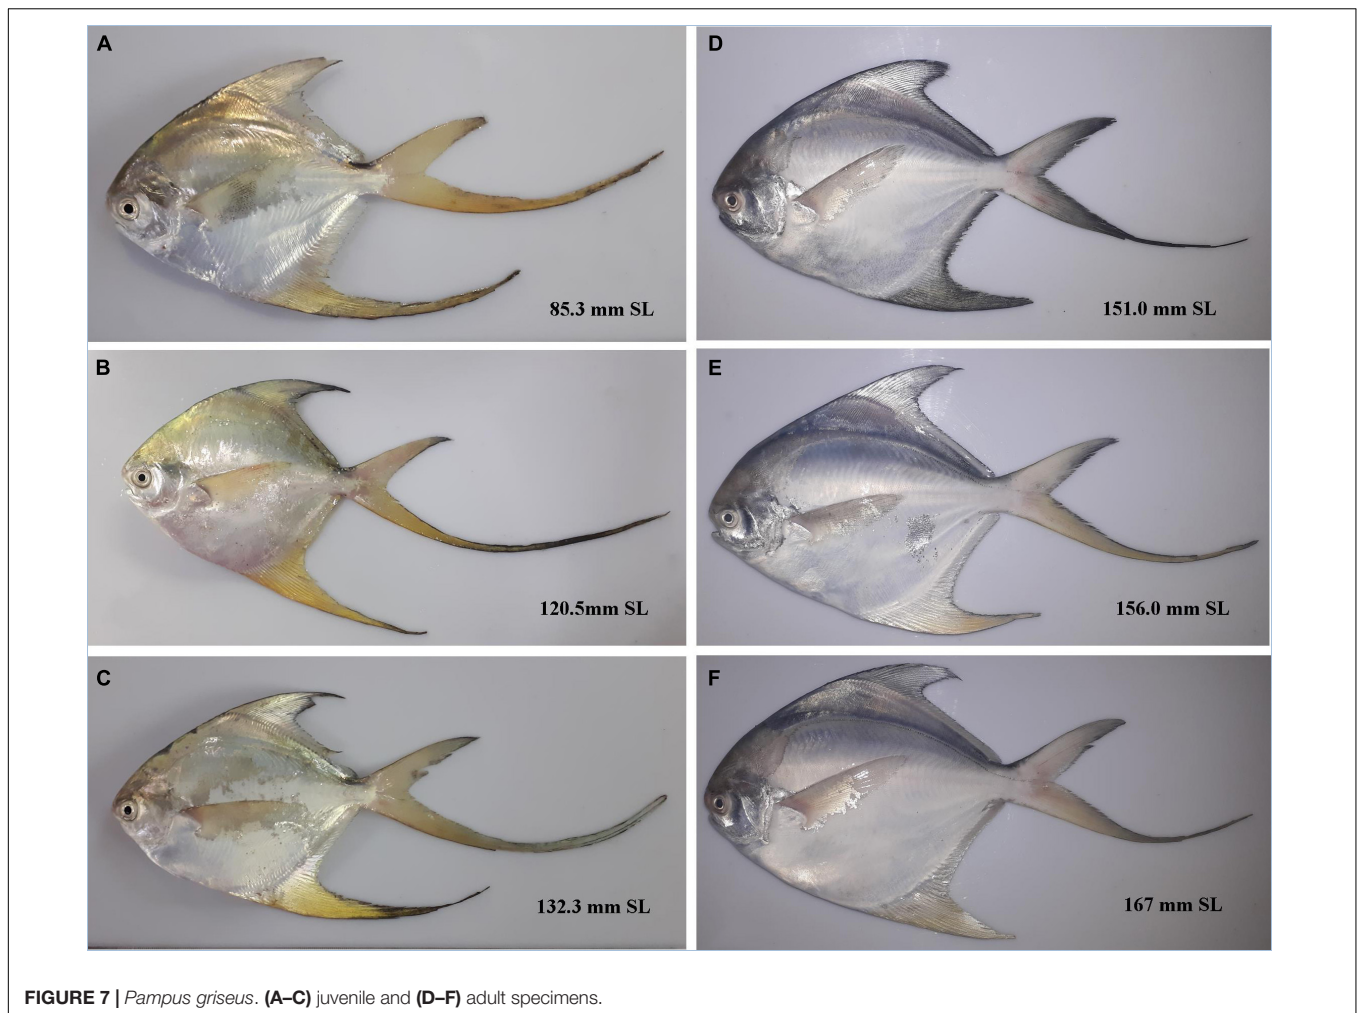 A
85.3 mm SL
B
120.5mm SL
C
132.3 mm SL
D
151.0 mm SL
E
156.0 mm SL
F
167 mm SL
FIGURE 7 | Pampus griseus. (A–C) juvenile and (D–F) adult specimens.